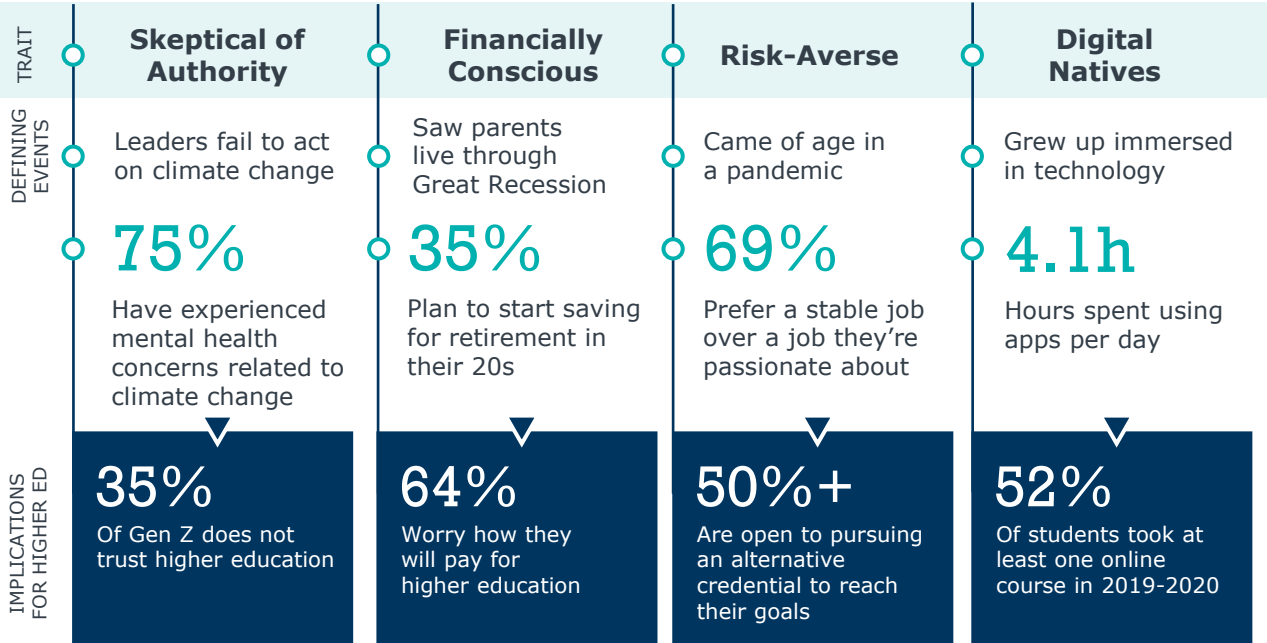 TRAIT
Skeptical of
Authority
Financially
Conscious
Risk-Averse
Digital
Natives
DEFINING
EVENTS
Leaders fail to act
on climate change
Saw parents
live through
Great Recession
Came of age in
a pandemic
Grew up immersed
in technology
75%
Have experienced
mental health
concerns related to
climate change
35%
Plan to start saving
for retirement in
their 20s
69%
Prefer a stable job
over a job they’re
passionate about
4.1h
Hours spent using
apps per day
IMPLICATIONS
FOR HIGHER ED
35%
Of Gen Z does not
trust higher education
64%
Worry how they
will pay for
higher education
50%+
Are open to pursuing
an alternative
credential to reach
their goals
52%
Of students took at
least one online
course in 2019-2020